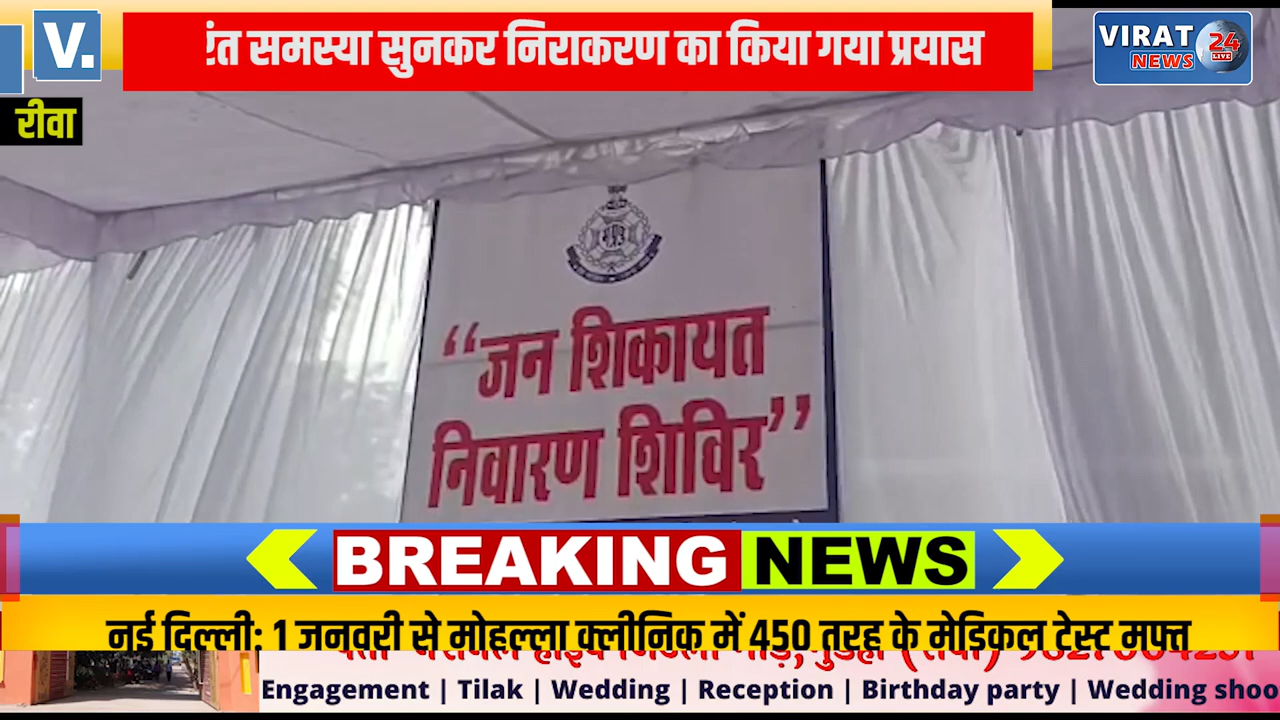 V.
समस्या सुनकर निराकरण का किया गया प्रयास
VIRAT
NEWS
24
LIVE
रीवा
“जन शिकायत
निवारण शिविर”
BREAKING NEWS
नई दिल्ली: 1 जनवरी से मोहल्ला क्लीनिक में 450 तरह के मेडिकल टेस्ट मुफ्त
Engagement | Tilak | Wedding | Reception | Birthday party | Wedding shoo